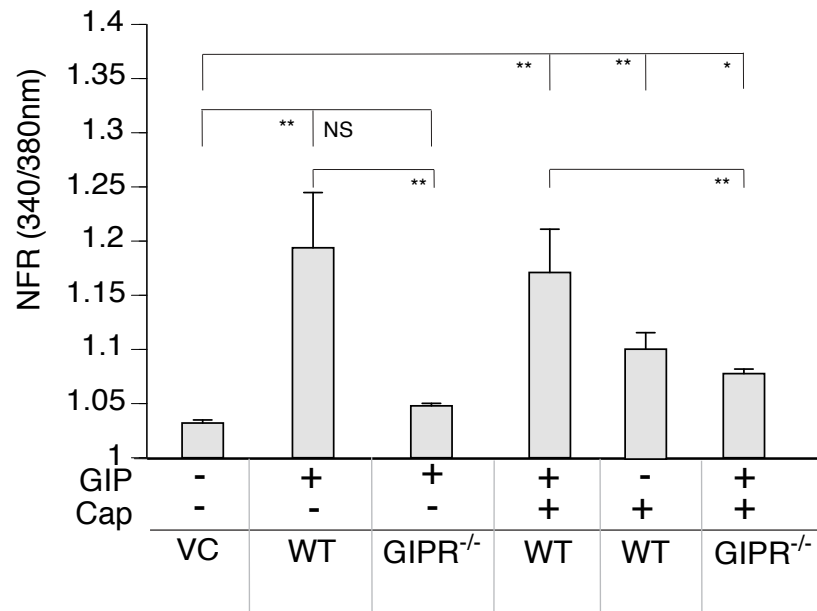 1.4
1.35
** ** *
1.3
** NS
1.25
** **
1.2
1.15
1.1
1.05
1
NFR (340/380nm)
GIP - + + + - +
Cap - - - + + +
VC WT GIPR-/- WT WT GIPR-/-